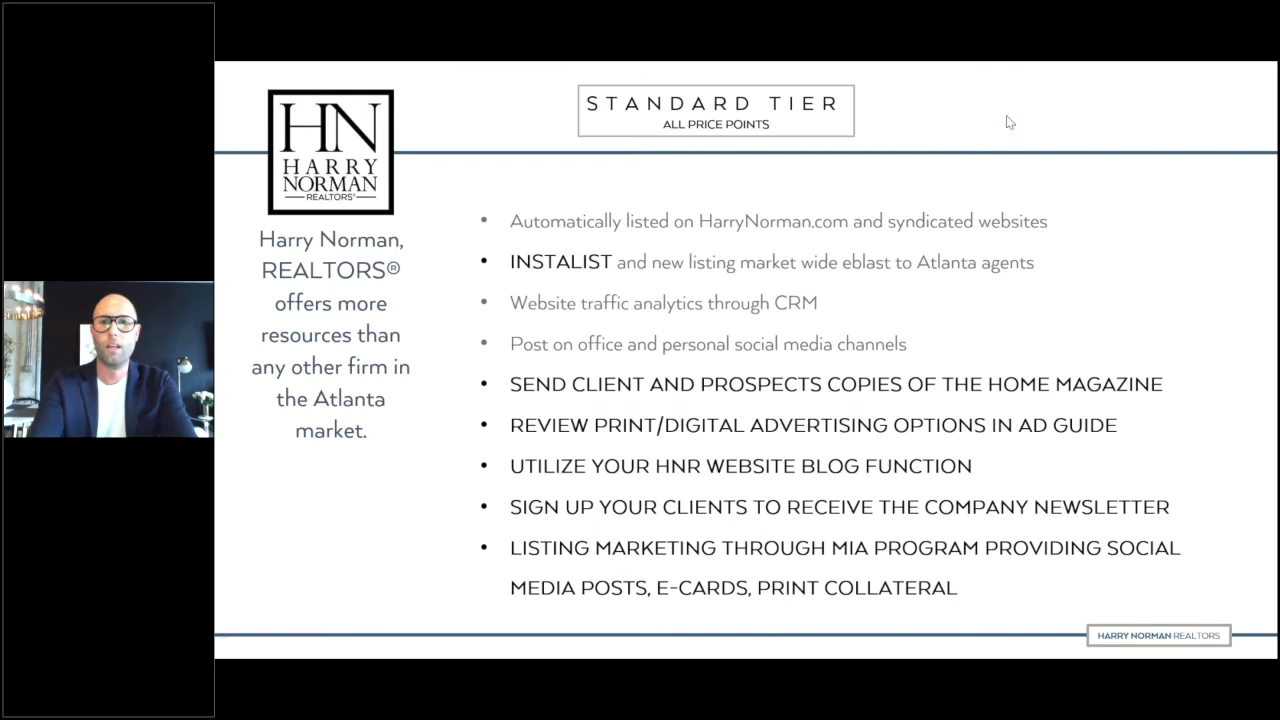 STANDARD TIER
ALL PRICE POINTS
HN
HARRY
NORMAN
REALTORS®
Harry Norman,
REALTORS®
offers more
resources than
any other firm in
the Atlanta
market.
• Automatically listed on HarryNorman.com and syndicated websites
• INSTALIST and new listing market wide eblast to Atlanta agents
• Website traffic analytics through CRM
• Post on office and personal social media channels
• SEND CLIENT AND PROSPECTS COPIES OF THE HOME MAGAZINE
• REVIEW PRINT/DIGITAL ADVERTISING OPTIONS IN AD GUIDE
• UTILIZE YOUR HNR WEBSITE BLOG FUNCTION
• SIGN UP YOUR CLIENTS TO RECEIVE THE COMPANY NEWSLETTER
• LISTING MARKETING THROUGH MIA PROGRAM PROVIDING SOCIAL
MEDIA POSTS, E-CARDS, PRINT COLLATERAL
HARRY NORMAN REALTORS